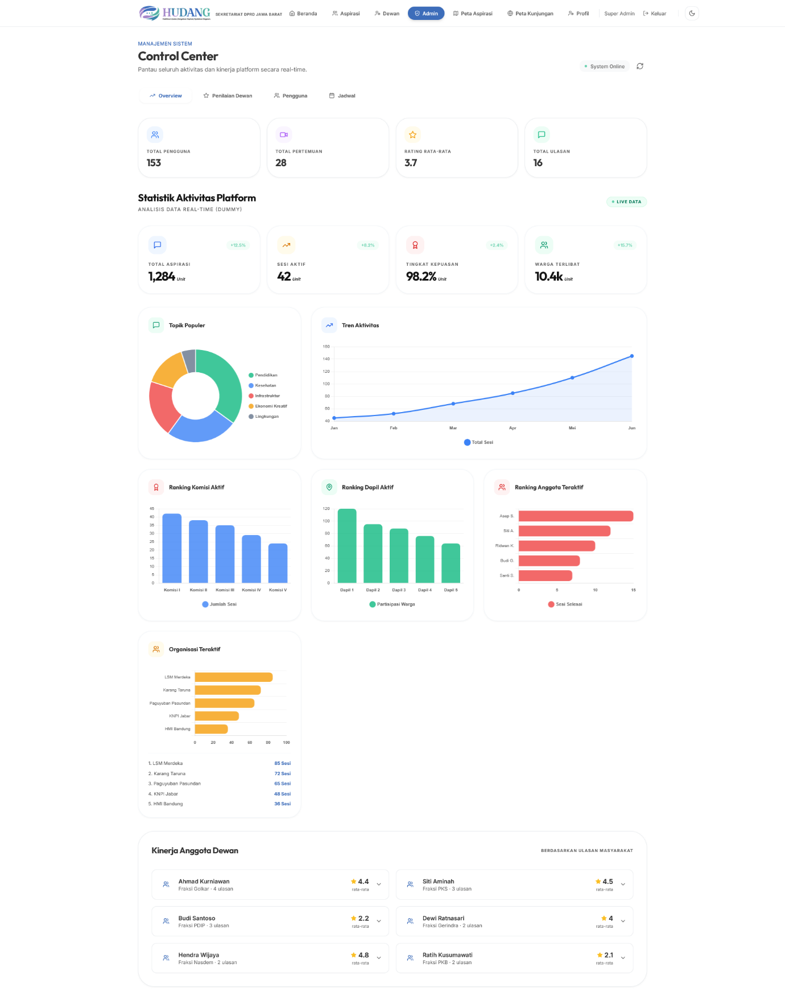 HUDANG
SEKRETARIAT DPRD JAWA BARAT
Beranda
Aspirasi
Dewan
Admin
Peta Aspirasi
Peta Kunjungan
Profil
Super Admin
Keluar
MANAJEMEN SISTEM
Control Center
Pantau seluruh aktivitas dan kinerja platform secara real-time.
System Online
Overview
Penilaian Dewan
Pengguna
Jadwal
TOTAL PENGGUNA
153
TOTAL PERTEMUAN
28
RATING RATA-RATA
3.7
TOTAL ULASAN
16
Statistik Aktivitas Platform
ANALISIS DATA REAL-TIME (DUMMY)
LIVE DATA
+12.5%
TOTAL ASPIRASI
1,284 Unit
+8.2%
SESI AKTIF
42 Unit
+2.4%
TINGKAT KEPUASAN
98.2% Unit
+15.7%
WARGA TERLIBAT
10.4k Unit
Topik Populer
Pendidikan
Kesehatan
Infrastruktur
Ekonomi Kreatif
Lingkungan
Tren Aktivitas
160
140
120
100
80
60
40
Jan Feb Mar Apr Mei Jun
Total Sesi
Ranking Komisi Aktif
45
40
35
30
25
20
15
10
5
0
Komisi I Komisi II Komisi III Komisi IV Komisi V
Jumlah Sesi
Ranking Dapil Aktif
120
100
80
60
40
20
0
Dapil 1 Dapil 2 Dapil 3 Dapil 4 Dapil 5
Partisipasi Warga
Ranking Anggota Teraktif
Asep S.
Siti A.
Ridwan K.
Budi G.
Santi S.
0 5 10 15
Sesi Selesai
Organisasi Teraktif
LSM Merdeka
Karang Taruna
Paguyuban Pasundan
KNPI Jabar
HMI Bandung
0 20 40 60 80 100
1. LSM Merdeka 85 Sesi
2. Karang Taruna 72 Sesi
3. Paguyuban Pasundan 65 Sesi
4. KNPI Jabar 48 Sesi
5. HMI Bandung 36 Sesi
Kinerja Anggota Dewan
BERDASARKAN ULASAN MASYARAKAT
Ahmad Kurniawan
Fraksi Golkar · 4 ulasan
4.4
rata-rata
Siti Aminah
Fraksi PKS · 3 ulasan
4.5
rata-rata
Budi Santoso
Fraksi PDIP · 3 ulasan
2.2
rata-rata
Dewi Ratnasari
Fraksi Gerindra · 2 ulasan
4
rata-rata
Hendra Wijaya
Fraksi Nasdem · 2 ulasan
4.8
rata-rata
Ratih Kusumawati
Fraksi PKB · 2 ulasan
2.1
rata-rata